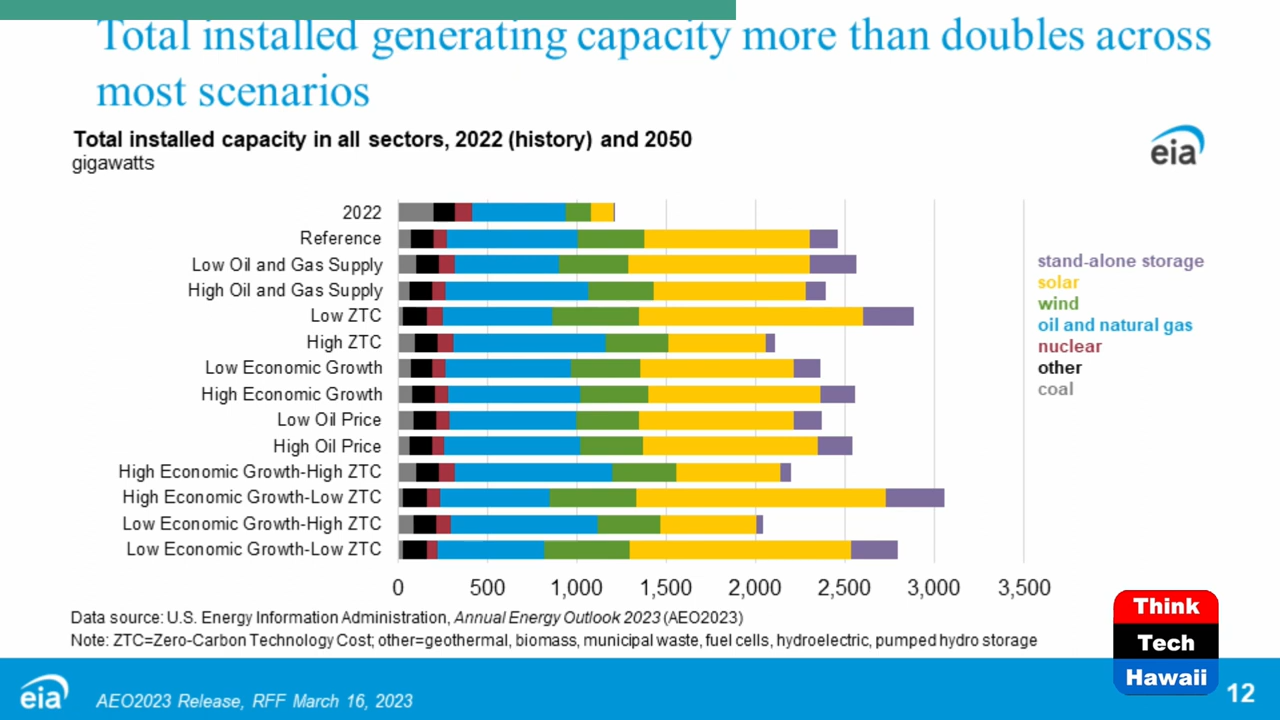 Total installed generating capacity more than doubles across
most scenarios
Total installed capacity in all sectors, 2022 (history) and 2050
gigawatts
eia
2022
Reference
Low Oil and Gas Supply
High Oil and Gas Supply
Low ZTC
High ZTC
Low Economic Growth
High Economic Growth
Low Oil Price
High Oil Price
High Economic Growth-High ZTC
High Economic Growth-Low ZTC
Low Economic Growth-High ZTC
Low Economic Growth-Low ZTC
stand-alone storage
solar
wind
oil and natural gas
nuclear
other
coal
0 500 1,000 1,500 2,000 2,500 3,000 3,500
Data source: U.S. Energy Information Administration, Annual Energy Outlook 2023 (AEO2023)
Note: ZTC=Zero-Carbon Technology Cost; other=geothermal, biomass, municipal waste, fuel cells, hydroelectric, pumped hydro storage
Think
Tech
Hawaii
eia
AEO2023 Release, RFF March 16, 2023
12